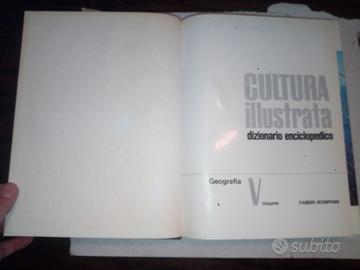 CULTURA
illustrata
dizionario enciclopedico
Geografia
V
Volume
FABBRI-BOMPIANI
subito